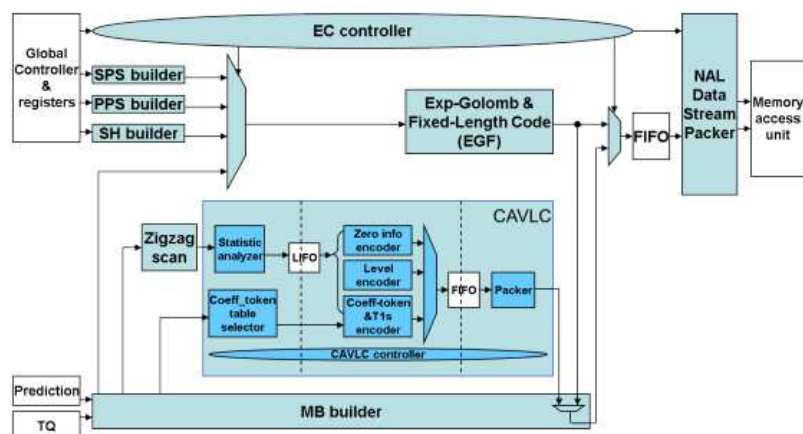 EC controller
Global
Controller
&
registers
SPS builder
PPS builder
SH builder
Exp-Golomb &
Fixed-Length Code
(EGF)
FIFO
NAL
Data
Stream
Packer
Memory
access
unit
CAVLC
Zigzag
scan
Statistic
analyzer
LIFO
Zero info
encoder
Level
encoder
Coeff-token
&T1s
encoder
FIFO
Packer
Coeff_token
table
selector
CAVLC controller
Prediction
TQ
MB builder